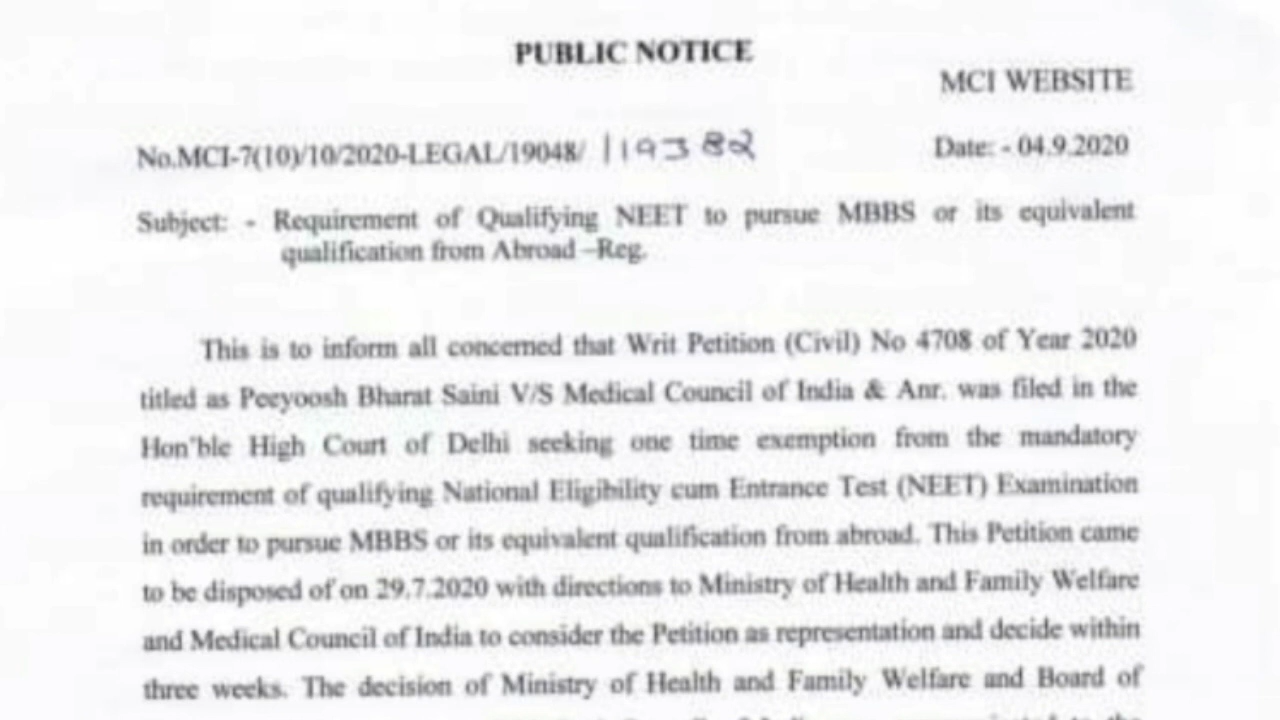 PUBLIC NOTICE
MCI WEBSITE
No.MCI-7(10)/10/2020-LEGAL/19048/ 119382
Date: - 04.9.2020
Subject: - Requirement of Qualifying NEET to pursue MBBS or its equivalent
qualification from Abroad –Reg.
This is to inform all concerned that Writ Petition (Civil) No 4708 of Year 2020
titled as Peeyoosh Bharat Saini V/S Medical Council of India & Anr. was filed in the
Hon'ble High Court of Delhi seeking one time exemption from the mandatory
requirement of qualifying National Eligibility cum Entrance Test (NEET) Examination
in order to pursue MBBS or its equivalent qualification from abroad. This Petition came
to be disposed of on 29.7.2020 with directions to Ministry of Health and Family Welfare
and Medical Council of India to consider the Petition as representation and decide within
three weeks. The decision of Ministry of Health and Family Welfare and Board of